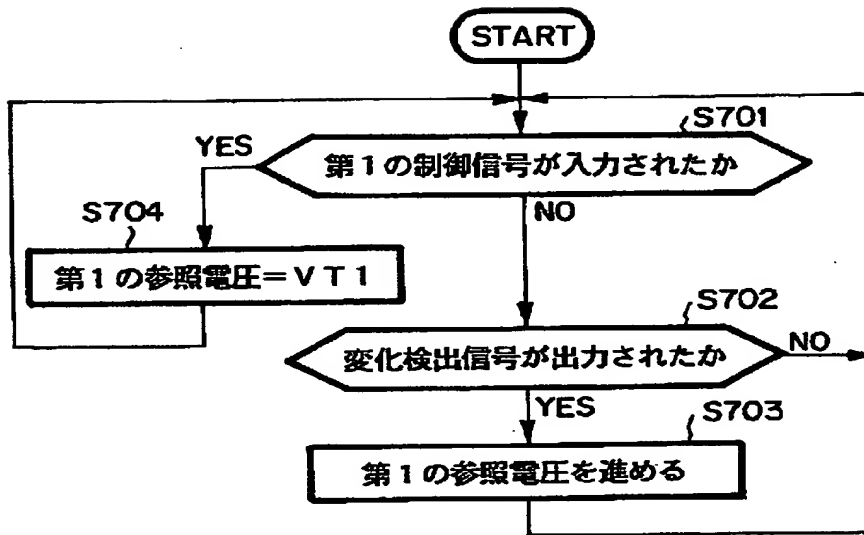 START
S701
YES
第1の制御信号が入力されたか
NO
S704
第1の参照電圧=VT1
S702
変化検出信号が出力されたか
NO
YES
S703
第1の参照電圧を進める